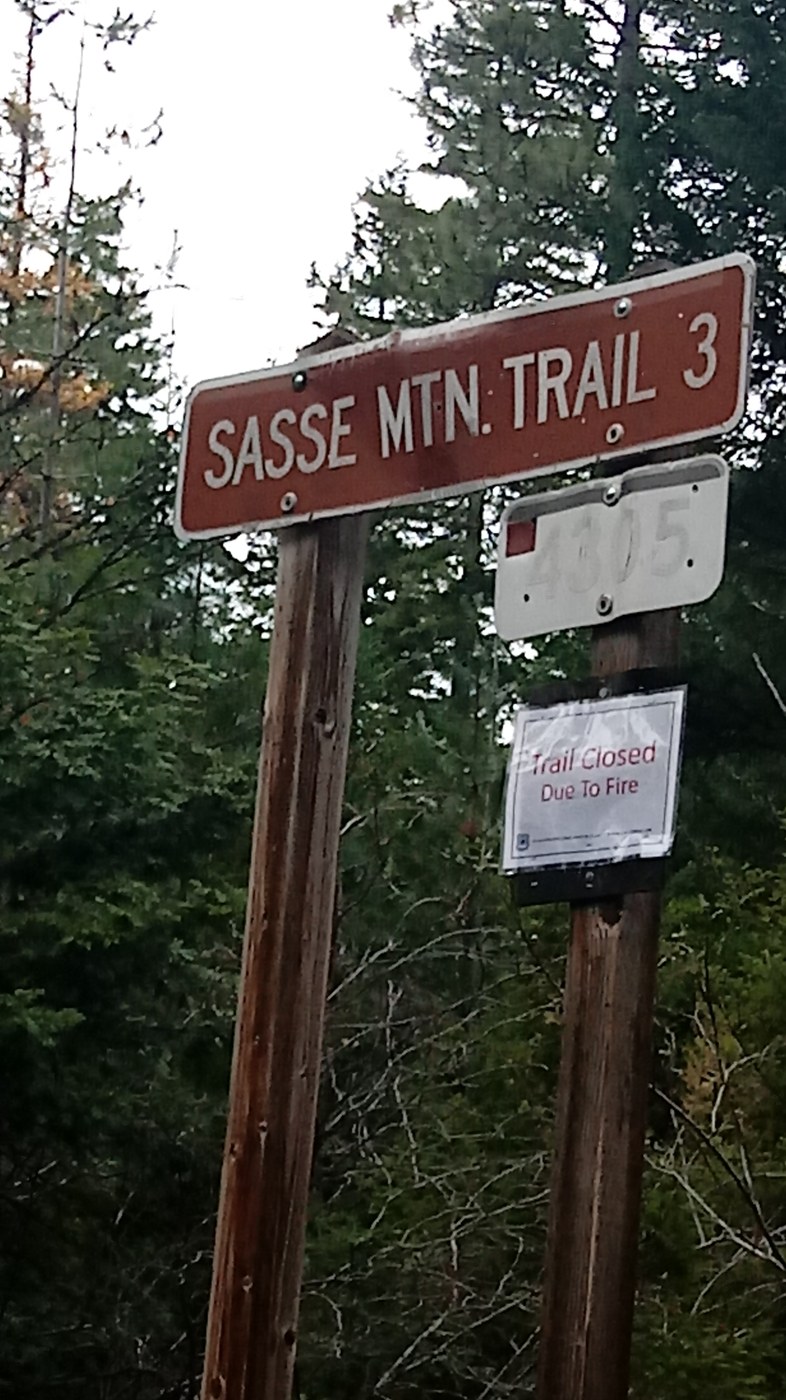 SASSE MTN. TRAIL 3
4305
Trail Closed
Due To Fire